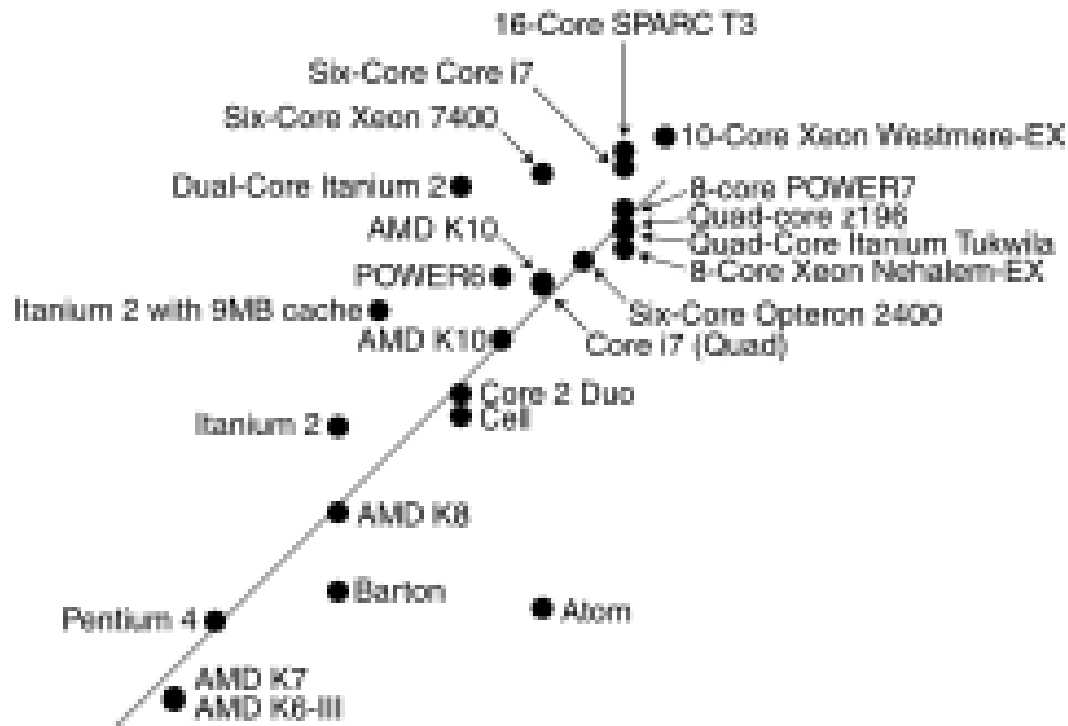 16-Core SPARC T3
Six-Core Core i7
Six-Core Xeon 7400
10-Core Xeon Westmere-EX
Dual-Core Itanium 2
8-core POWER7
Quad-core z196
AMD K10
Quad-Core Itanium Tukwila
POWER6
8-Core Xeon Nehalem-EX
Itanium 2 with 9MB cache
Six-Core Opteron 2400
AMD K10
Core i7 (Quad)
Core 2 Duo
Cell
Itanium 2
AMD K8
Barton
Pentium 4
Atom
AMD K7
AMD K6-III